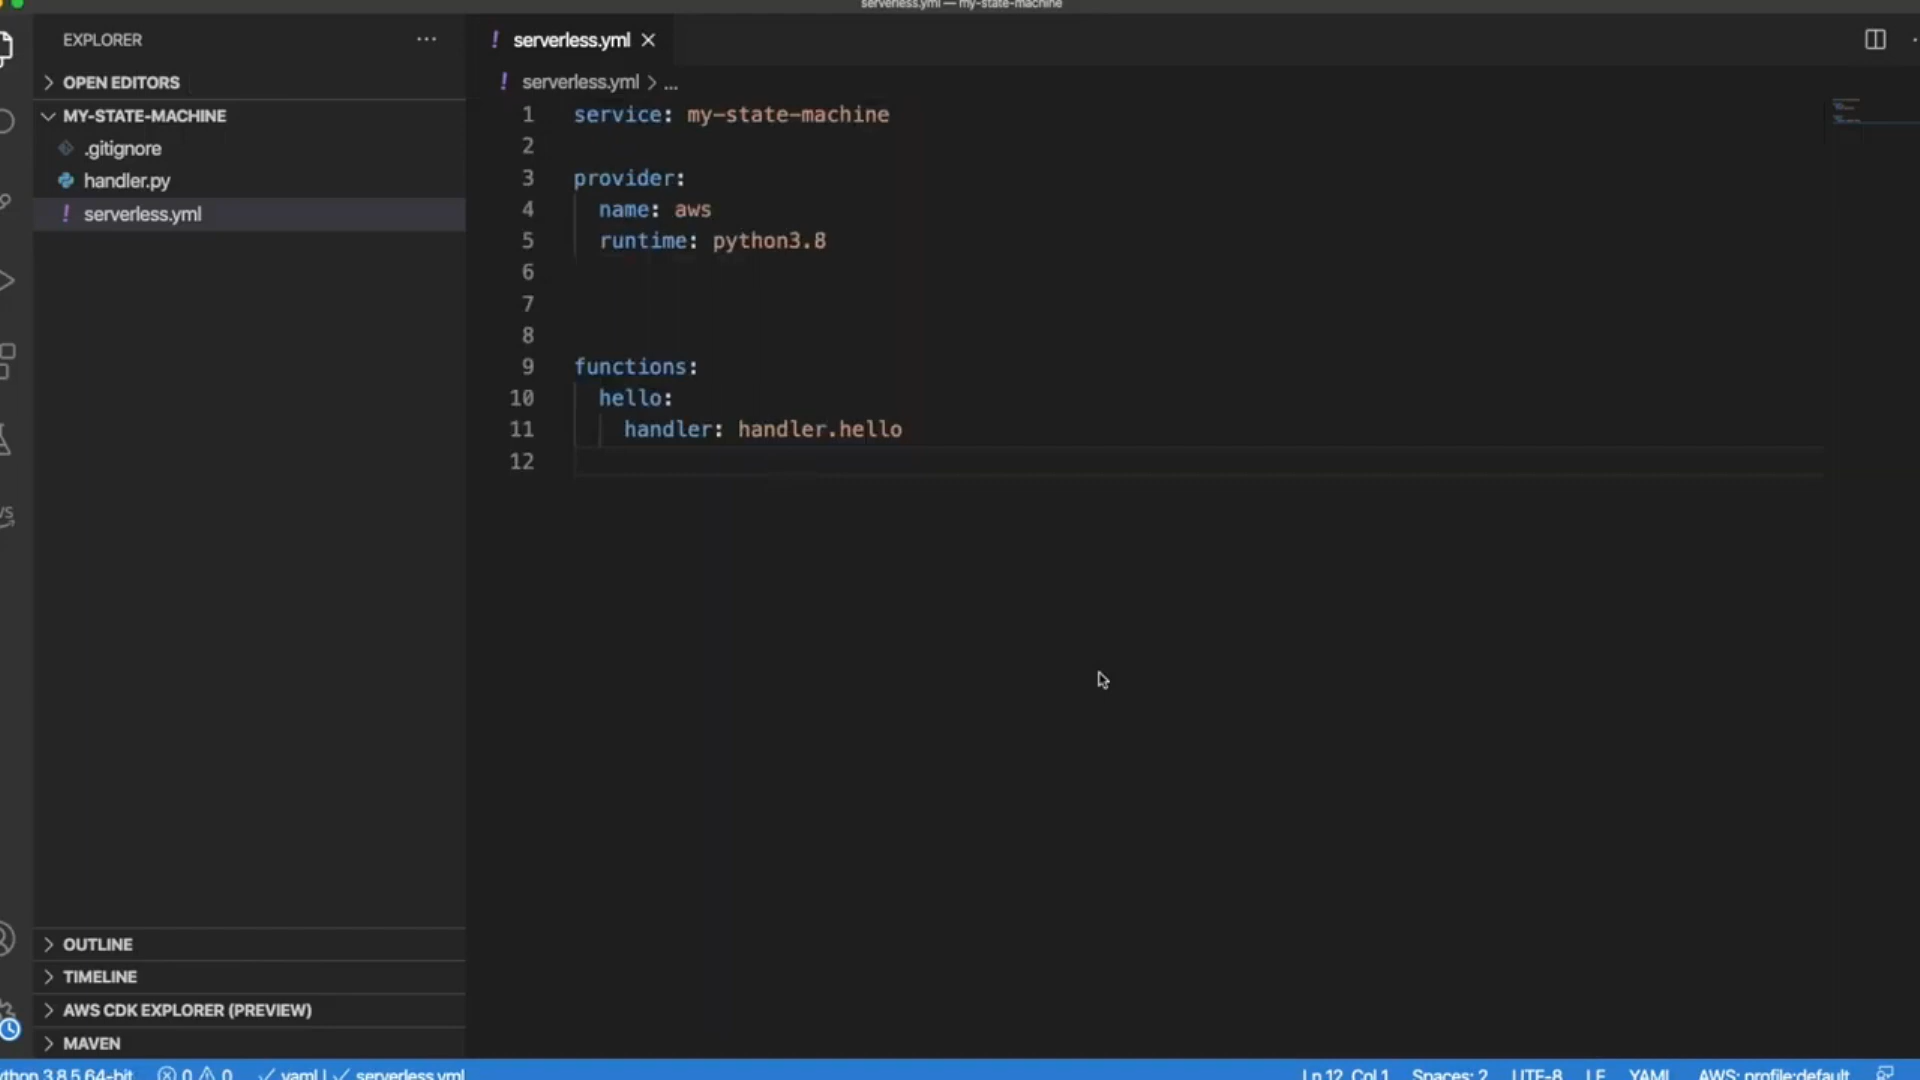 serverless.yml — my-state-machine
EXPLORER
serverless.yml
OPEN EDITORS
serverless.yml > ...
MY-STATE-MACHINE
.gitignore
handler.py
serverless.yml
1 service: my-state-machine
2
3 provider:
4 name: aws
5 runtime: python3.8
6
7
8
9 functions:
10 hello:
11 handler: handler.hello
12
OUTLINE
TIMELINE
AWS CDK EXPLORER (PREVIEW)
MAVEN
ython 3.8.5 64-bit 0 0 yaml | serverless.yml Ln 12, Col 1 Spaces: 2 UTF-8 LF YAML AWS: profile:default